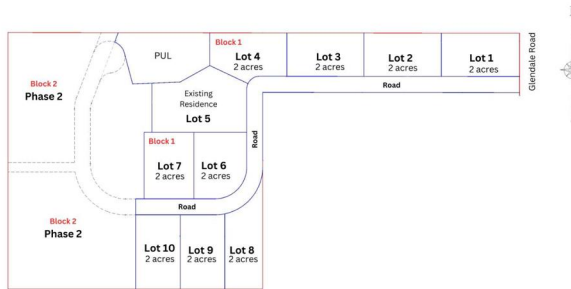 Block 1
PUL
Lot 4
2 acres
Lot 3
2 acres
Lot 2
2 acres
Lot 1
2 acres
Glendale Road
Block 2
Phase 2
Road
Existing
Residence
Lot 5
Block 1
Road
Lot 7
2 acres
Lot 6
2 acres
Road
Block 2
Phase 2
Lot 10
2 acres
Lot 9
2 acres
Lot 8
2 acres